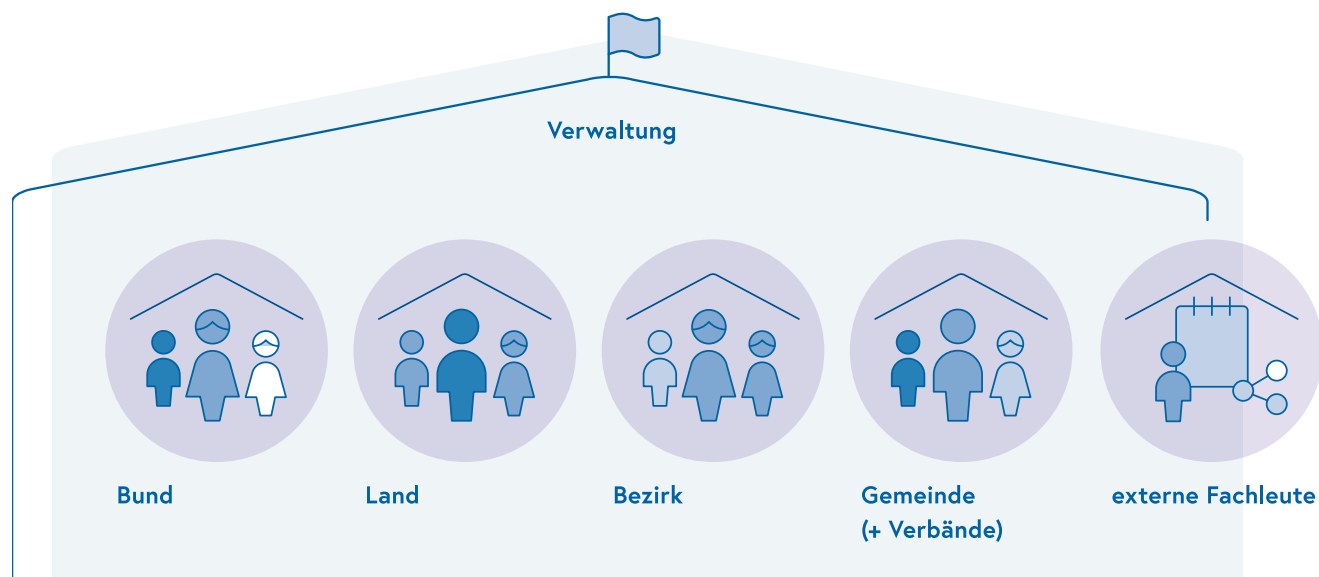 Verwaltung
Bund
Land
Bezirk
Gemeinde
(+ Verbände)
externe Fachleute